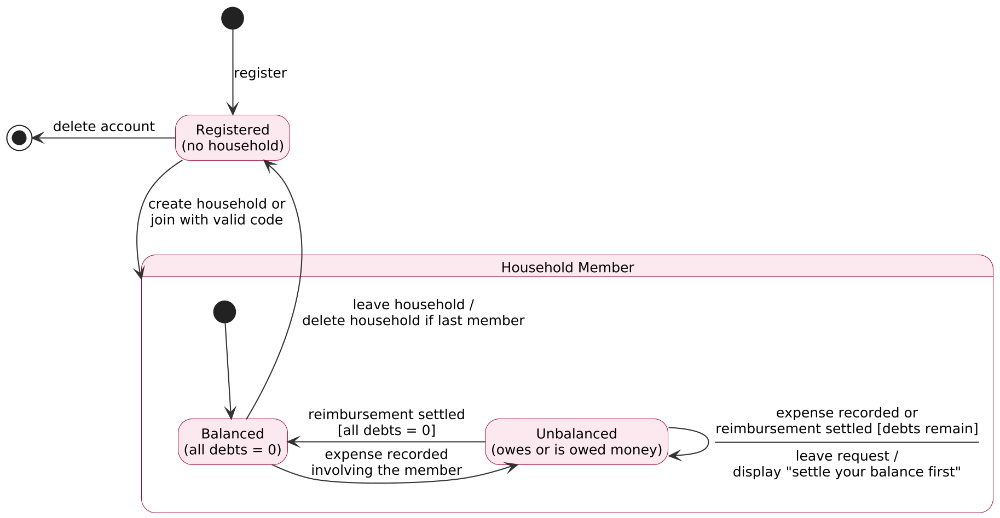 register
delete account
Registered
(no household)
create household or
join with valid code
Household Member
leave household /
delete household if last member
reimbursement settled
[all debts = 0]
expense recorded or
reimbursement settled [debts remain]
Balanced
(all debts = 0)
Unbalanced
(owes or is owed money)
expense recorded
involving the member
leave request /
display "settle your balance first"